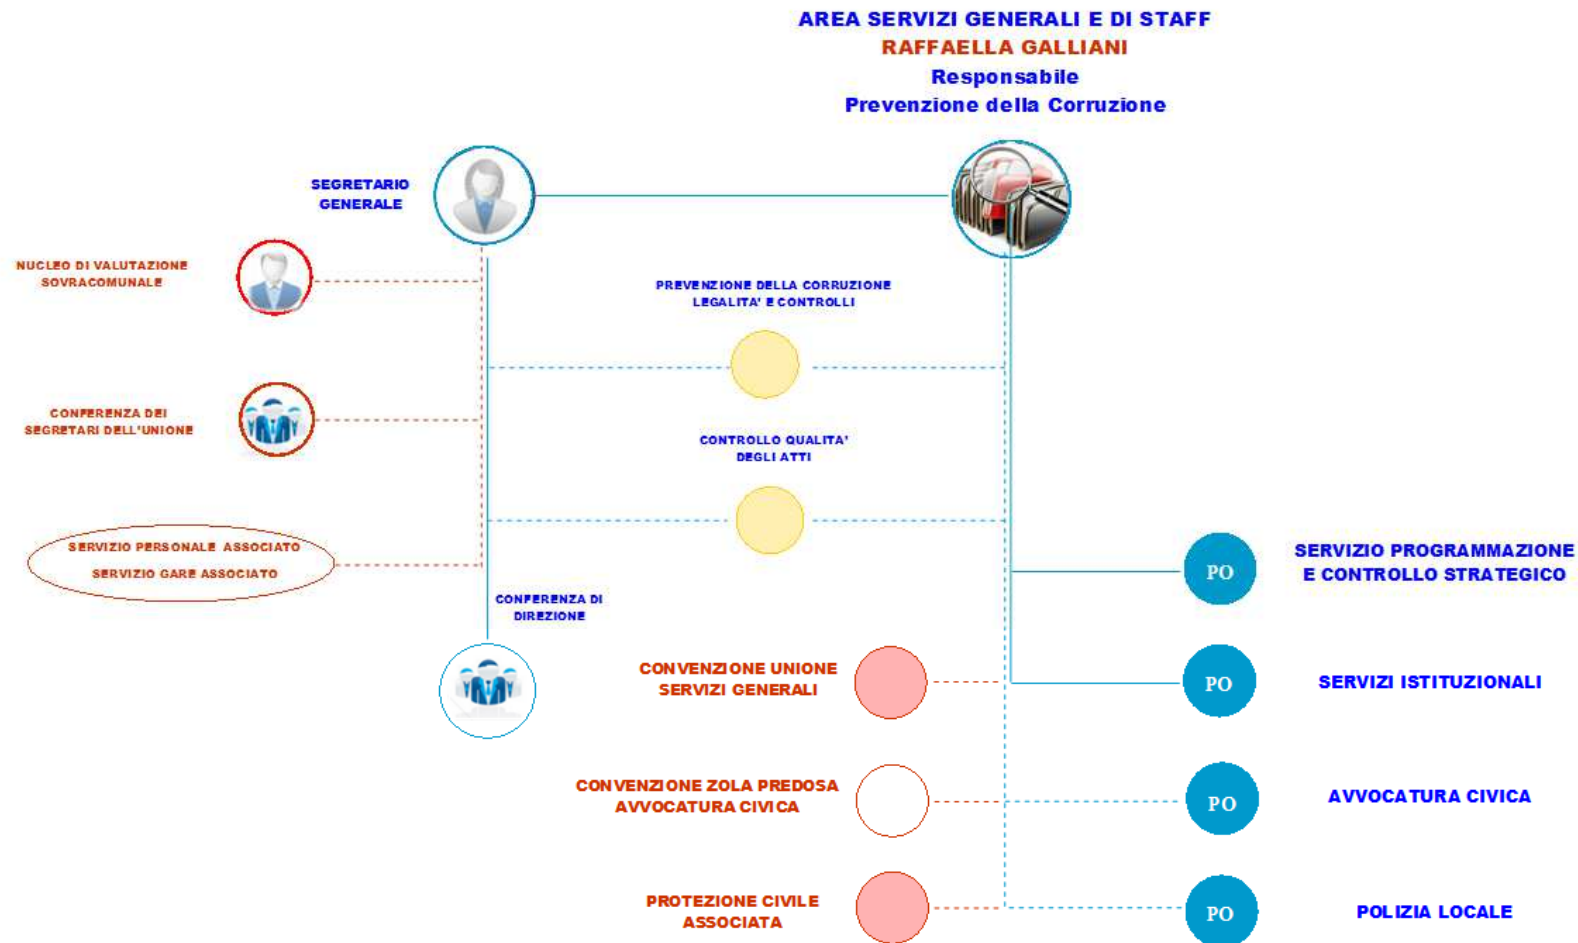 AREA SERVIZI GENERALI E DI STAFF
RAFFAELLA GALLIANI
Responsabile
Prevenzione della Corruzione
SEGRETARIO
GENERALE
NUCLEO DI VALUTAZIONE
SOVRACOMUNALE
PREVENZIONE DELLA CORRUZIONE
LEGALITA' E CONTROLLI
CONFERENZA DEI
SEGRETARI DELL'UNIONE
CONTROLLO QUALITA'
DEGLI ATTI
SERVIZIO PERSONALE ASSOCIATO
SERVIZIO GARE ASSOCIATO
CONFERENZA DI
DIREZIONE
PO
SERVIZIO PROGRAMMAZIONE
E CONTROLLO STRATEGICO
CONVENZIONE UNIONE
SERVIZI GENERALI
PO
SERVIZI ISTITUZIONALI
CONVENZIONE ZOLA PREDOSA
AVVOCATURA CIVICA
PO
AVVOCATURA CIVICA
PROTEZIONE CIVILE
ASSOCIATA
PO
POLIZIA LOCALE